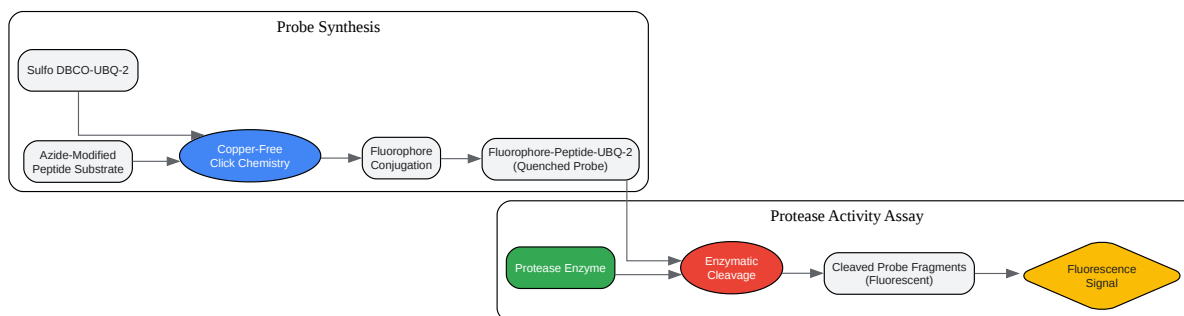 Probe Synthesis
Sulfo DBCO-UBQ-2
Azide-Modified
Peptide Substrate
Copper-Free
Click Chemistry
Fluorophore
Conjugation
Fluorophore-Peptide-UBQ-2
(Quenched Probe)
Protease Activity Assay
Protease Enzyme
Enzymatic
Cleavage
Cleaved Probe Fragments
(Fluorescent)
Fluorescence
Signal